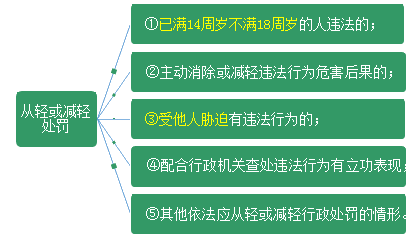 从轻或减轻
处罚
①已满14周岁不满18周岁的人违法的;
②主动消除或减轻违法行为危害后果的;
③受他人胁迫有违法行为的;
④配合行政机关查处违法行为有立功表现;
⑤其他依法应从轻或减轻行政处罚的情形。